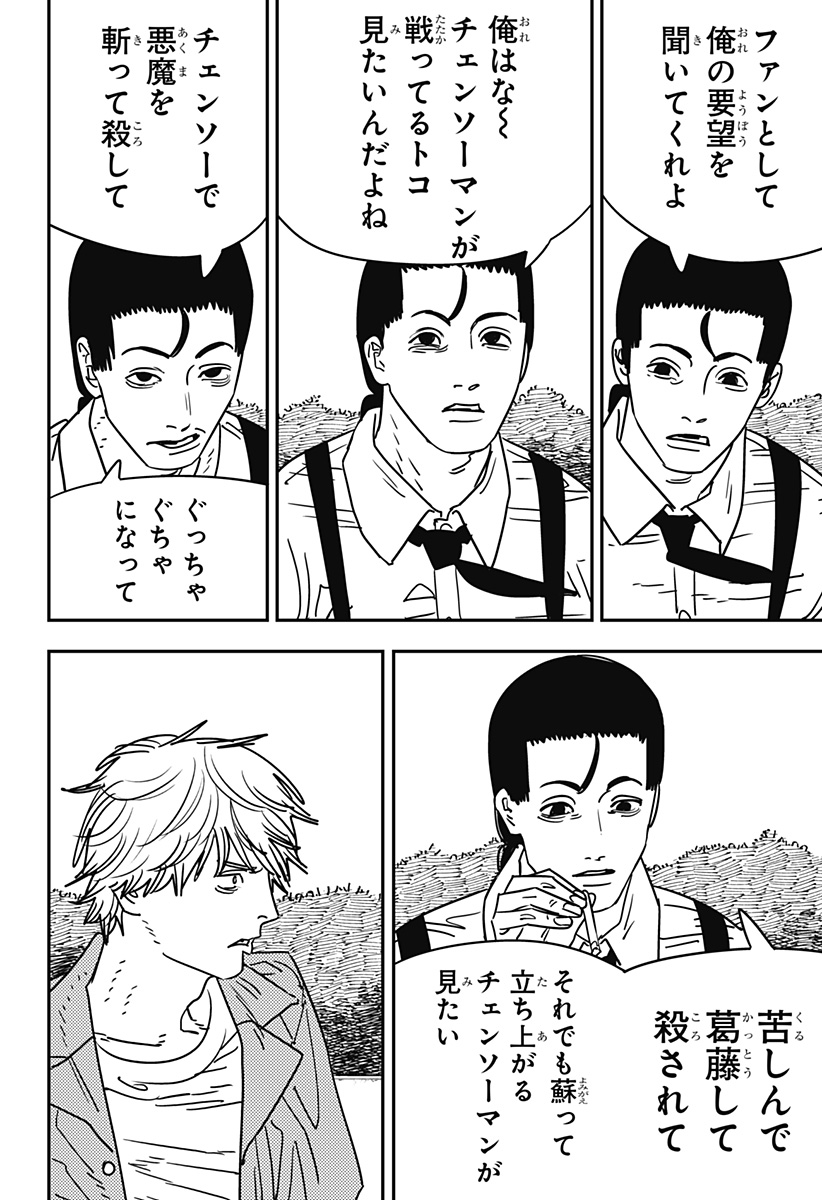 ファンとして
俺の要望を
聞いてくれよ
俺はな〜
チェンソーマンが
戦ってるトコ
見たいんだよね
チェンソーで
悪魔を
斬って殺して
ぐっちゃ
ぐちゃ
になって
苦しんで
葛藤して
殺されて
それでも蘇って
立ち上がる
チェンソーマンが
見たい